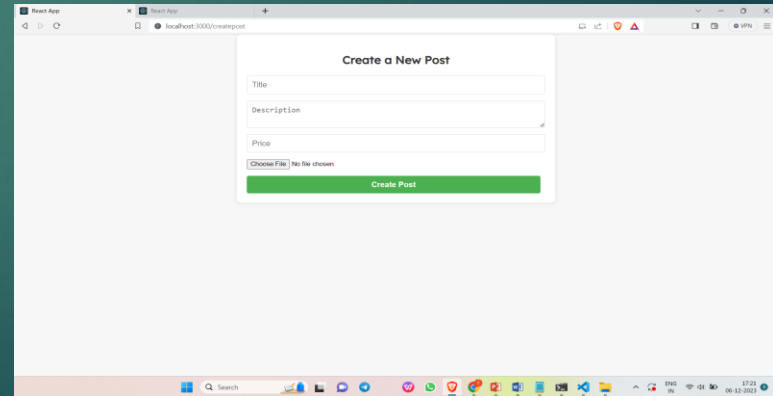 React App
React App
localhost:3000/createpost
VPN
Create a New Post
Title
Description
Price
Choose File No file chosen
Create Post
Search
ENG
IN
17:21
06-12-2023